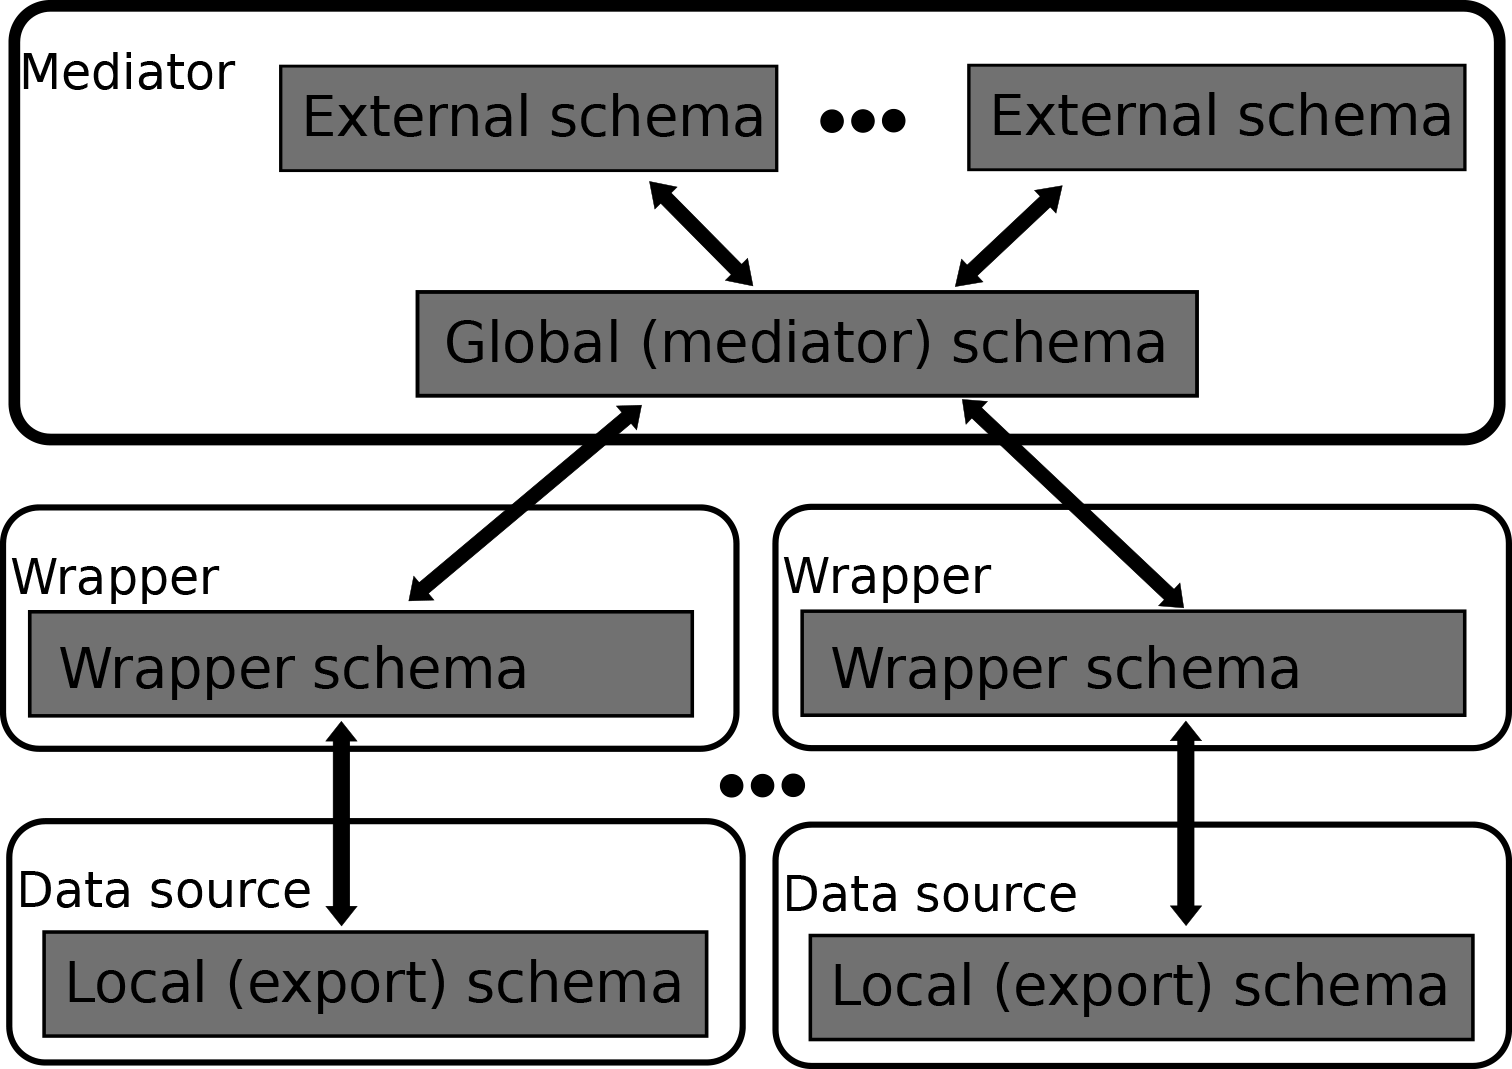 Mediator
External schema
External schema
Global (mediator) schema
Wrapper
Wrapper schema
Wrapper
Wrapper schema
Data source
Local (export) schema
Data source
Local (export) schema